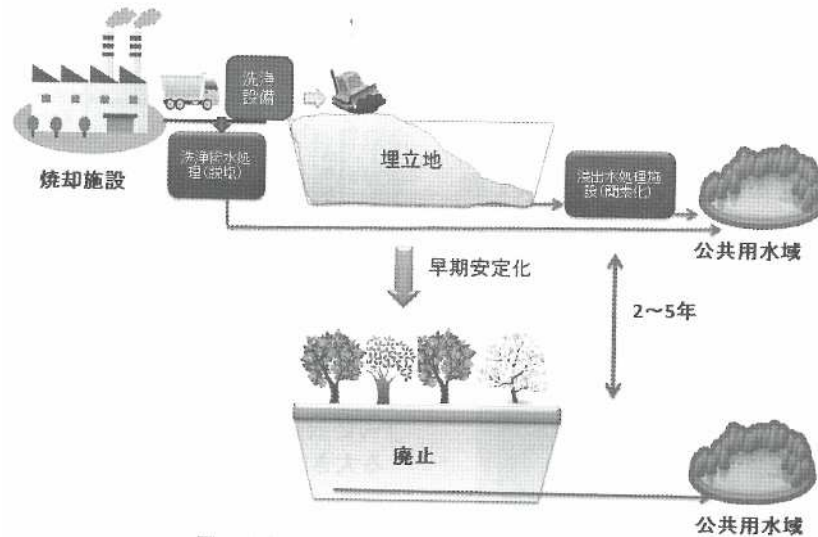 洗浄
設備
焼却施設
洗浄排水処
理(脱塩)
埋立地
浸出水処理施
設(簡素化)
公共用水域
早期安定化
2～5年
廃止
公共用水域